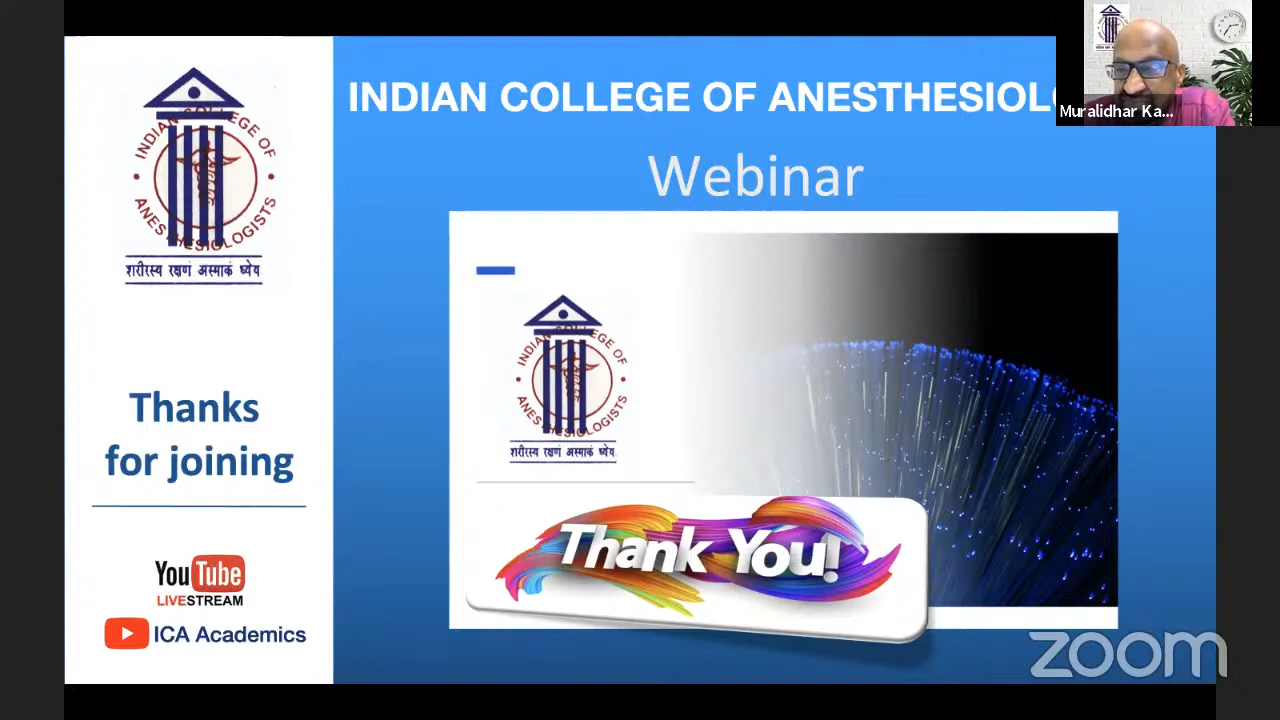 INDIAN COLLEGE OF ANESTHESIOLO
Muralidhar Ka...
Webinar
INDIAN COLLEGE OF
ANESTHESIOLOGISTS
शरीरस्य रक्षणं अस्माकं ध्येय
Thanks
for joining
YouTube
LIVESTREAM
ICA Academics
INDIAN COLLEGE OF
ANESTHESIOLOGISTS
शरीरस्य रक्षणं अस्माकं ध्येय
Thank You!
zoom